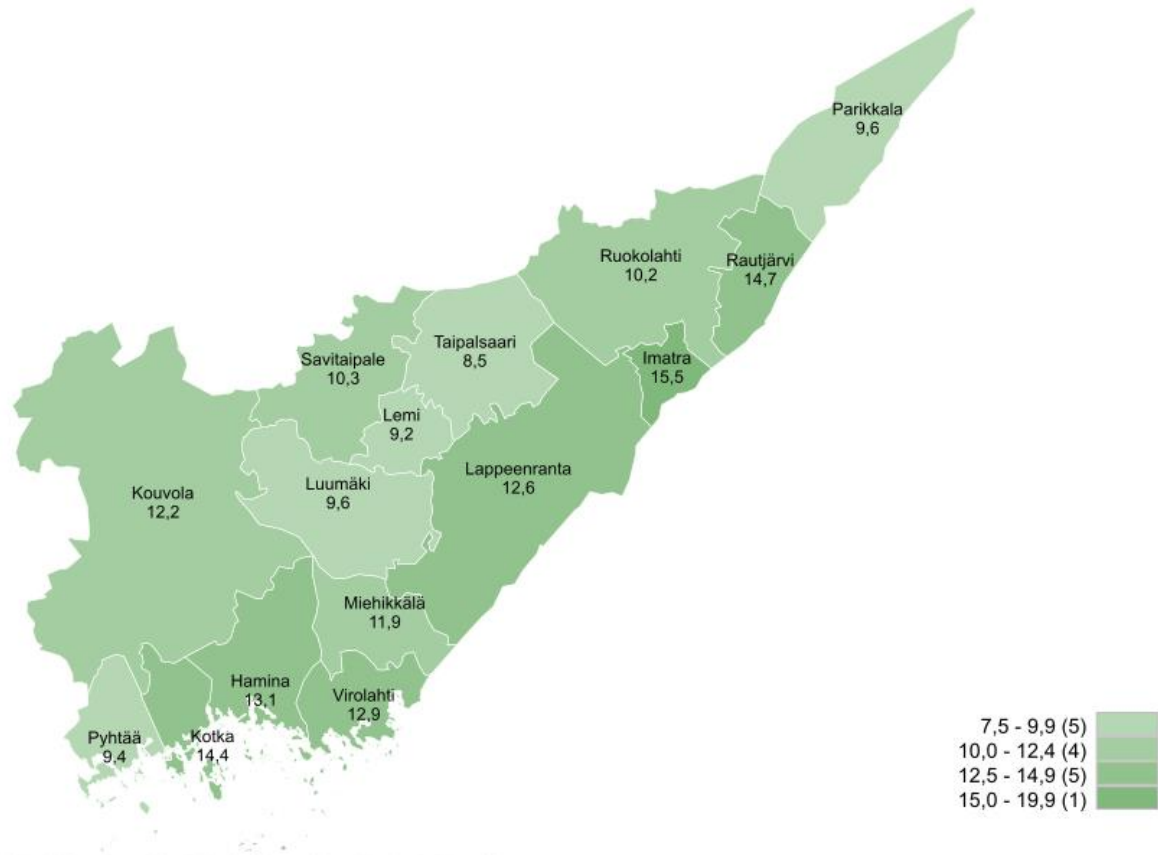 Parikkala
9,6
Ruokolahti
10,2
Rautjärvi
14,7
Taipalsaari
8,5
Imatra
15,5
Savitaipale
10,3
Lemi
9,2
Lappeenranta
12,6
Luumäki
9,6
Kouvola
12,2
Miehikkälä
11,9
Hamina
13,1
Virolahti
12,9
Pyhtää
9,4
Kotka
14,4
7,5 - 9,9 (5)
10,0 - 12,4 (4)
12,5 - 14,9 (5)
15,0 - 19,9 (1)